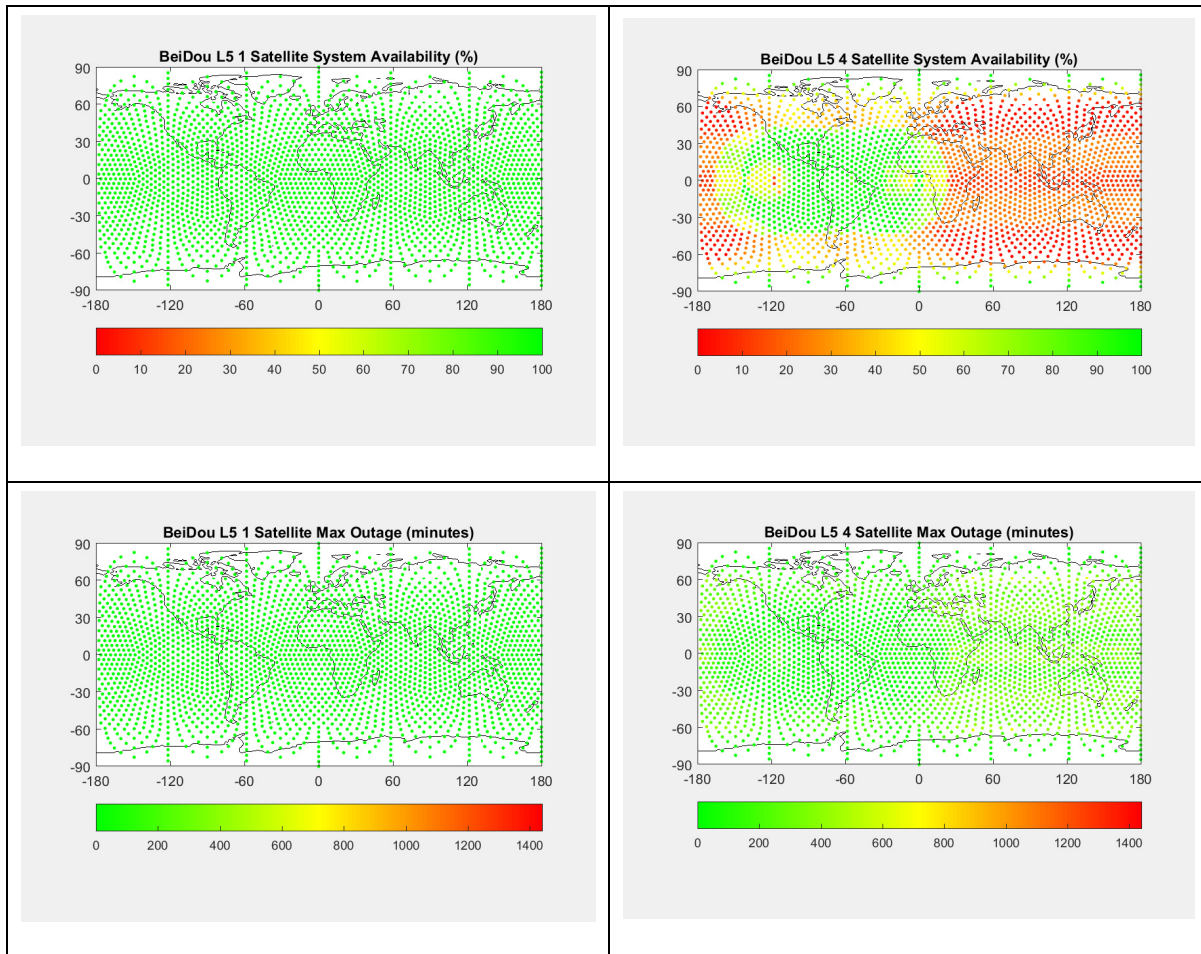 BeiDou L5 1 Satellite System Availability (%)
90
60
30
0
-30
-60
-90
-180 -120 -60 0 60 120 180
0 10 20 30 40 50 60 70 80 90 100
BeiDou L5 4 Satellite System Availability (%)
90
60
30
0
-30
-60
-90
-180 -120 -60 0 60 120 180
0 10 20 30 40 50 60 70 80 90 100
BeiDou L5 1 Satellite Max Outage (minutes)
90
60
30
0
-30
-60
-90
-180 -120 -60 0 60 120 180
0 200 400 600 800 1000 1200 1400
BeiDou L5 4 Satellite Max Outage (minutes)
90
60
30
0
-30
-60
-90
-180 -120 -60 0 60 120 180
0 200 400 600 800 1000 1200 1400